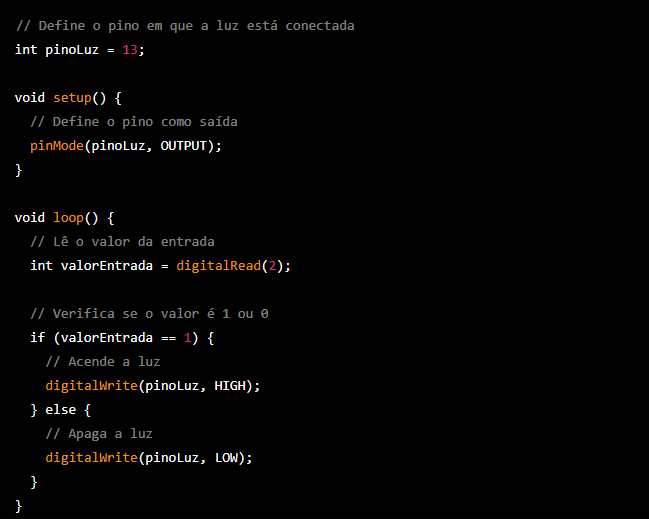 // Define o pino em que a luz está conectada
int pinoLuz = 13;
void setup() {
// Define o pino como saída
pinMode(pinoLuz, OUTPUT);
}
void loop() {
// Lê o valor da entrada
int valorEntrada = digitalRead(2);
// Verifica se o valor é 1 ou 0
if (valorEntrada == 1) {
// Acende a luz
digitalWrite(pinoLuz, HIGH);
} else {
// Apaga a luz
digitalWrite(pinoLuz, LOW);
}
}